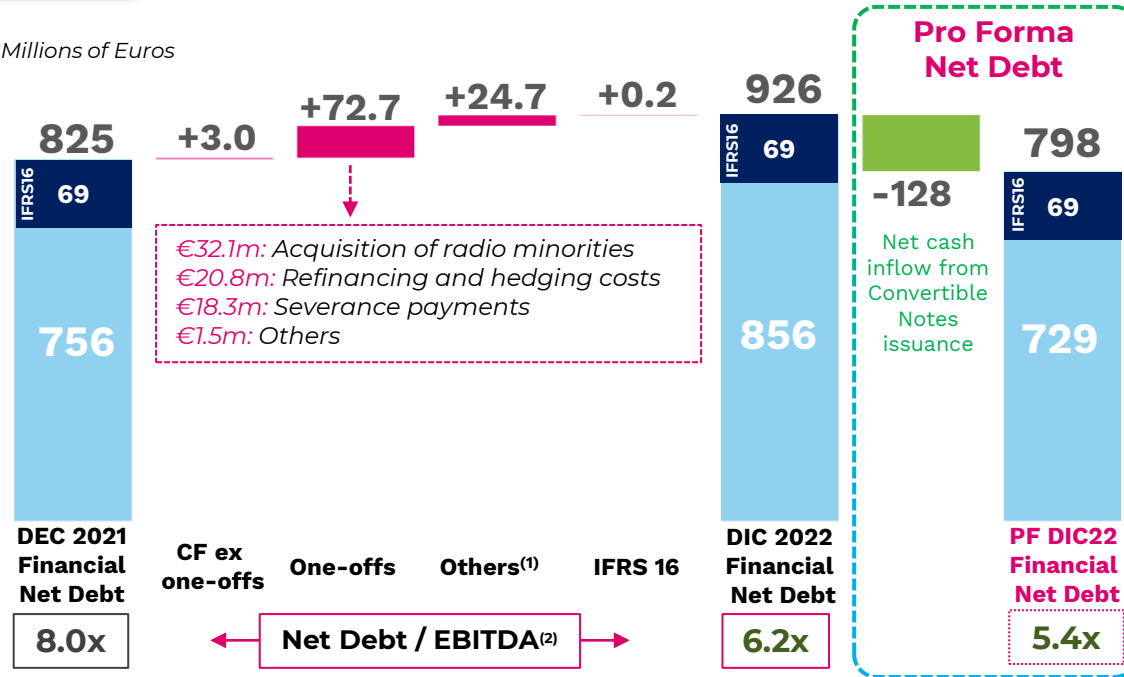 Millions of Euros
Pro Forma
Net Debt
825
+3.0
+72.7
+24.7
+0.2
926
798
IFRS16
69
756
IFRS16
69
856
-128
Net cash
inflow from
Convertible
Notes
issuance
IFRS16
69
729
€32.1m: Acquisition of radio minorities
€20.8m: Refinancing and hedging costs
€18.3m: Severance payments
€1.5m: Others
DEC 2021
Financial
Net Debt
CF ex
one-offs
One-offs
Others(1)
IFRS 16
DIC 2022
Financial
Net Debt
PF DIC22
Financial
Net Debt
8.0x
Net Debt / EBITDA(2)
6.2x
5.4x